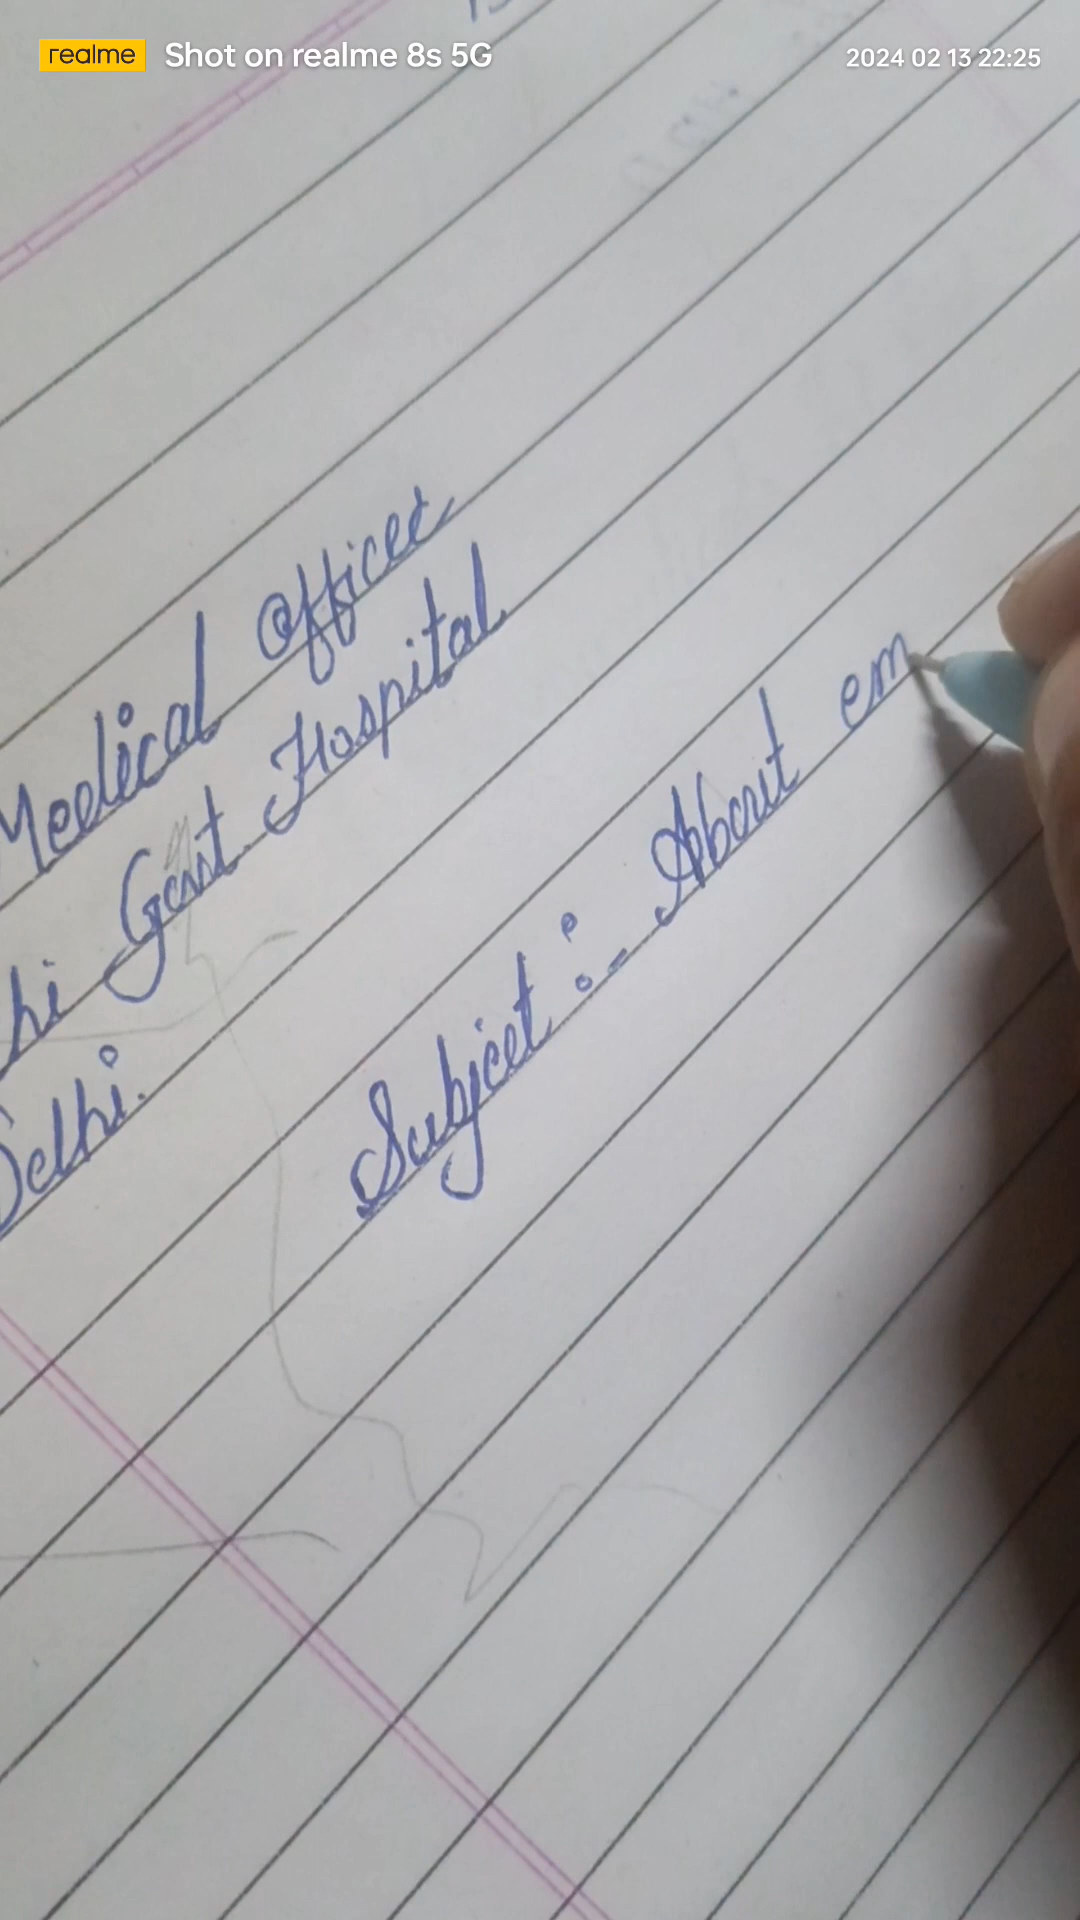 realme Shot on realme 8s 5G
2024 02 13 22:25
Medical officer
hi Govt. Hospital
Delhi.
Subject :- About em